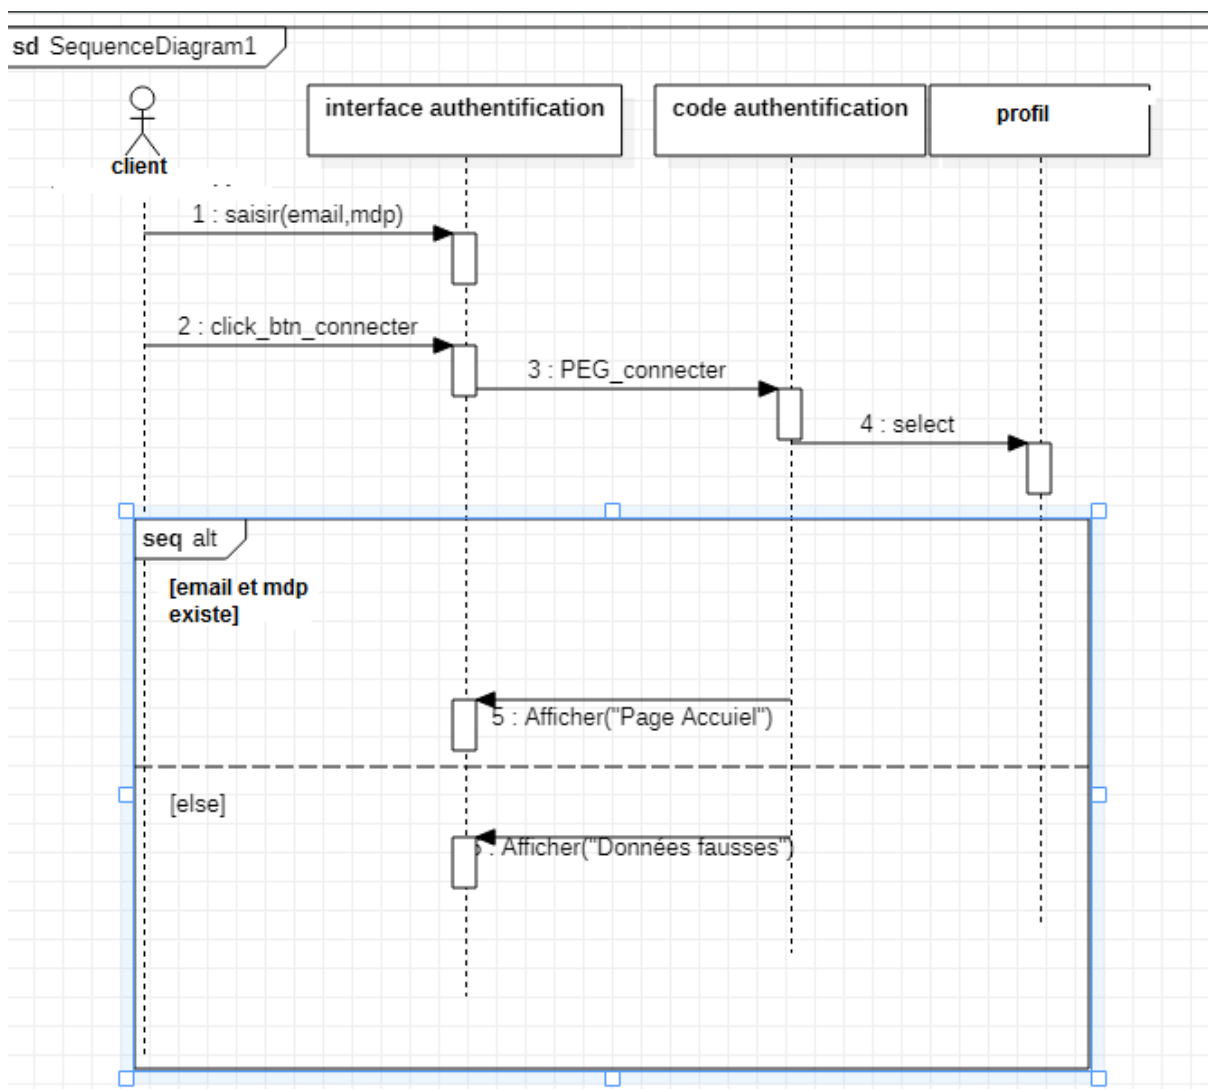 sd SequenceDiagram1
client
interface authentification
code authentification
profil
1 : saisir(email,mdp)
2 : click_btn_connecter
3 : PEG_connecter
4 : select
seq alt
[email et mdp
existe]
5 : Afficher("Page Accuiel")
[else]
: Afficher("Données fausses")